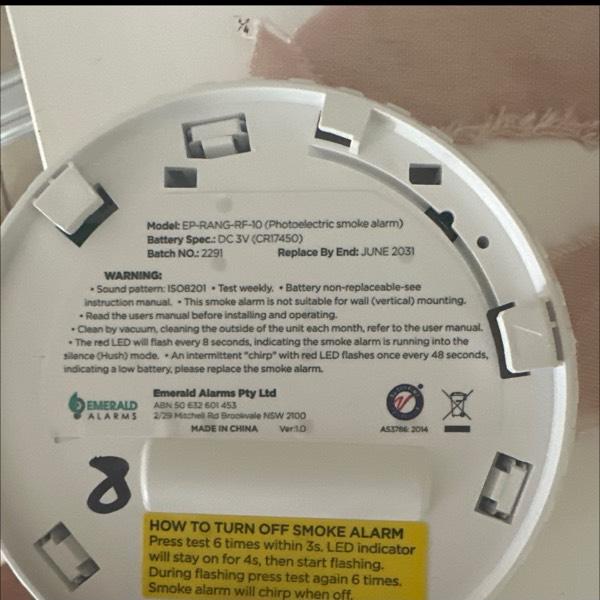 Model: EP-RANG-RF-10 (Photoelectric smoke alarm)
Battery Spec.: DC 3V (CR17450)
Batch NO.: 2291 Replace By End: JUNE 2031
WARNING:
• Sound pattern: ISO8201 • Test weekly. • Battery non-replaceable-see
instruction manual. • This smoke alarm is not suitable for wall (vertical) mounting.
• Read the users manual before installing and operating.
• Clean by vacuum, cleaning the outside of the unit each month, refer to the user manual.
• The red LED will flash every 8 seconds, indicating the smoke alarm is running into the
silence (Hush) mode. • An intermittent "chirp" with red LED flashes once every 48 seconds,
indicating a low battery, please replace the smoke alarm.
EMERALD
ALARMS
Emerald Alarms Pty Ltd
ABN 50 632 601 453
2/29 Mitchell Rd Brookvale NSW 2100
MADE IN CHINA Ver:1.0
AS3786: 2014
8
HOW TO TURN OFF SMOKE ALARM
Press test 6 times within 3s. LED indicator
will stay on for 4s, then start flashing.
During flashing press test again 6 times.
Smoke alarm will chirp when off.